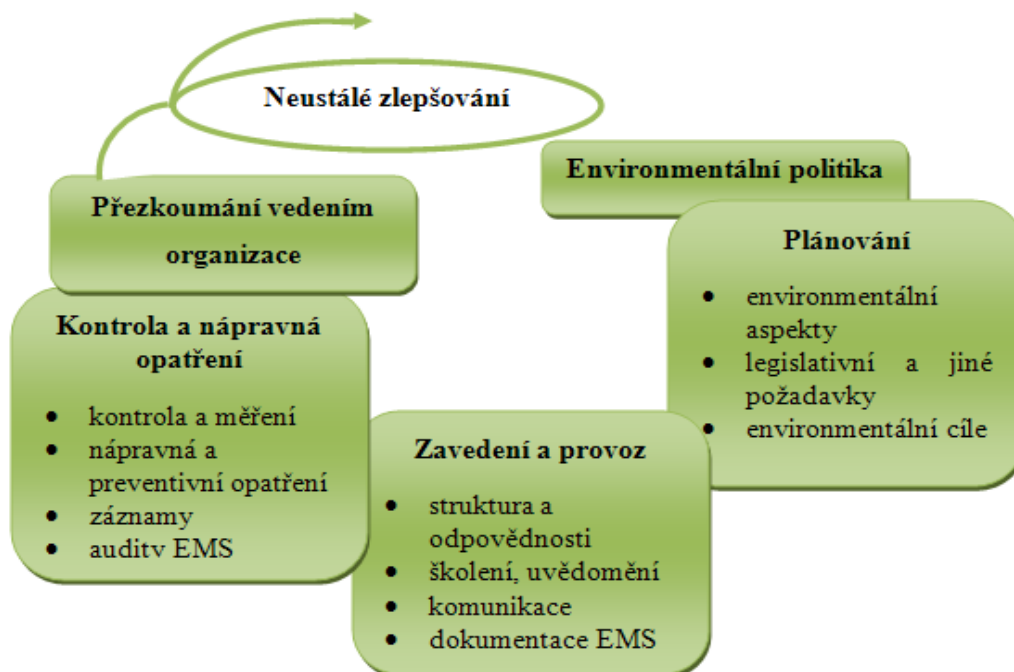 Neustálé zlepšování
Environmentální politika
Plánování
• environmentální
aspekty
• legislativní a jiné
požadavky
• environmentální cíle
Zavedení a provoz
• struktura a
odpovědnosti
• školení, uvědomění
• komunikace
• dokumentace EMS
Kontrola a nápravná
opatření
• kontrola a měření
• nápravná a
preventivní opatření
• záznamy
• audity EMS
Přezkoumání vedením
organizace